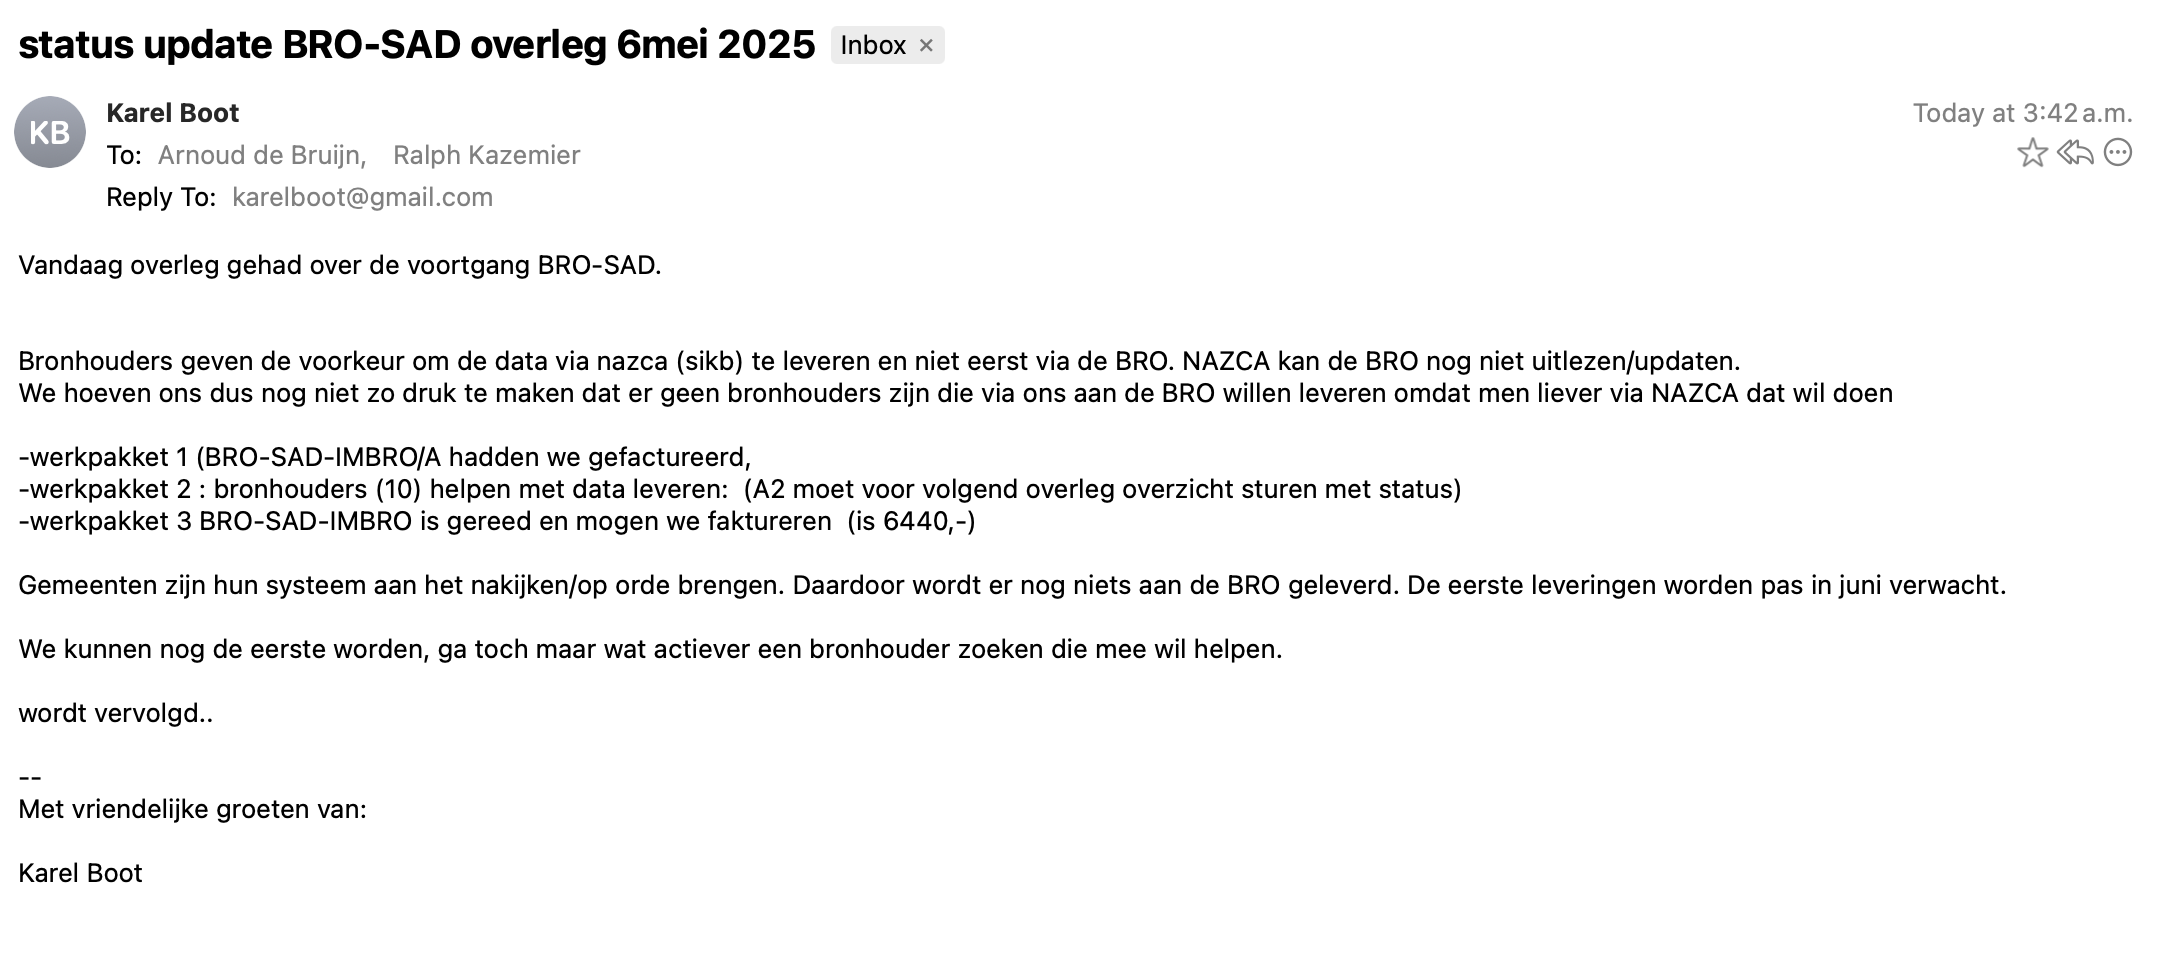 status update BRO-SAD overleg 6mei 2025 Inbox ×
KB
Karel Boot
Today at 3:42 a.m.
To: Arnoud de Bruijn, Ralph Kazemier
Reply To: karelboot@gmail.com
Vandaag overleg gehad over de voortgang BRO-SAD.
Bronhouders geven de voorkeur om de data via nazca (sikb) te leveren en niet eerst via de BRO. NAZCA kan de BRO nog niet uitlezen/updaten.
We hoeven ons dus nog niet zo druk te maken dat er geen bronhouders zijn die via ons aan de BRO willen leveren omdat men liever via NAZCA dat wil doen
-werkpakket 1 (BRO-SAD-IMBRO/A hadden we gefactureerd,
-werkpakket 2 : bronhouders (10) helpen met data leveren:  (A2 moet voor volgend overleg overzicht sturen met status)
-werkpakket 3 BRO-SAD-IMBRO is gereed en mogen we faktureren  (is 6440,-)
Gemeenten zijn hun systeem aan het nakijken/op orde brengen. Daardoor wordt er nog niets aan de BRO geleverd. De eerste leveringen worden pas in juni verwacht.
We kunnen nog de eerste worden, ga toch maar wat actiever een bronhouder zoeken die mee wil helpen.
wordt vervolgd..
--
Met vriendelijke groeten van:
Karel Boot